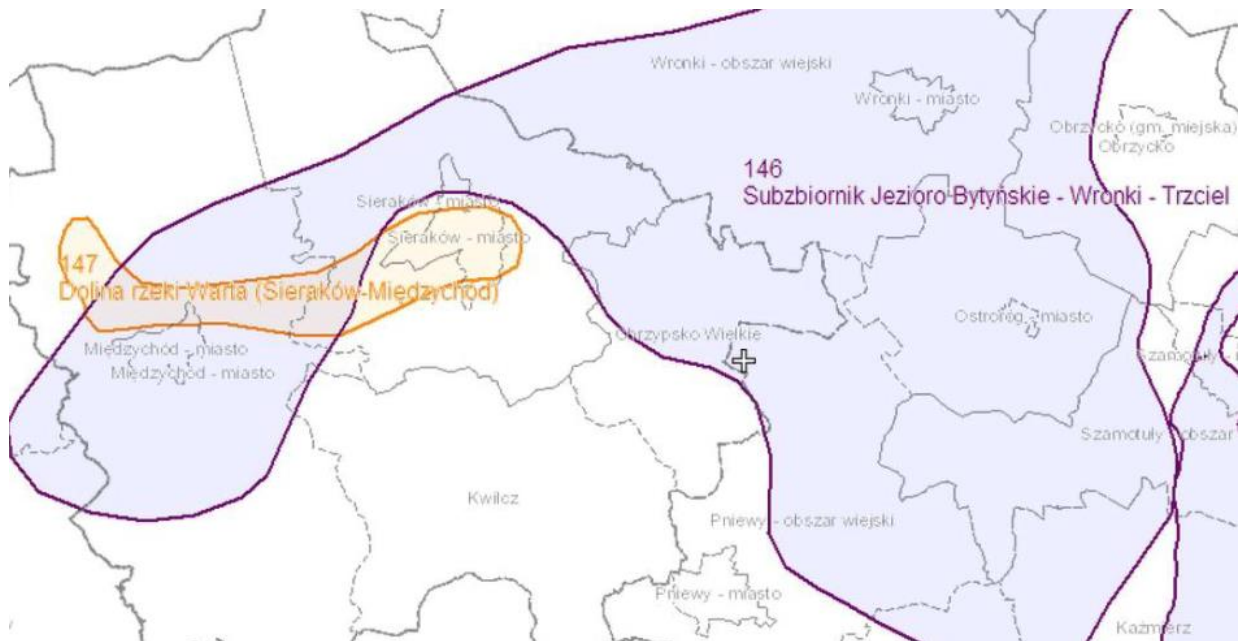 Wronki - obszar wiejski
Wronki - miasto
Obrzycko (gm. miejska)
Obrzycko
146
Subzbiornik Jezioro Bytyńskie - Wronki - Trzciel
Sieraków - miasto
Sieraków - miasto
147
Dolina rzeki Warta (Sieraków-Międzychód)
Ostroróg - miasto
Chrzypsko Wielkie
Międzychód - miasto
Międzychód - miasto
Szamotuły -
Szamotuły - obszar
Kwilcz
Pniewy - obszar wiejski
Pniewy - miasto
Kaźmierz